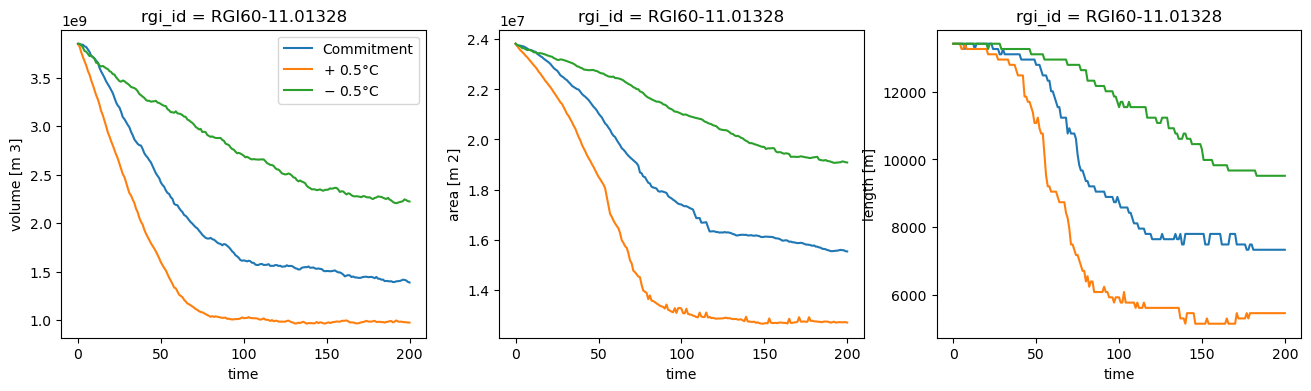 rgi_id = RGI60-11.01328
1e9
volume [m 3]
3.5
3.0
2.5
2.0
1.5
1.0
0
50
100
150
200
time
Commitment
+ 0.5°C
− 0.5°C
rgi_id = RGI60-11.01328
1e7
area [m 2]
2.4
2.2
2.0
1.8
1.6
1.4
0
50
100
150
200
time
rgi_id = RGI60-11.01328
length [m]
12000
10000
8000
6000
0
50
100
150
200
time